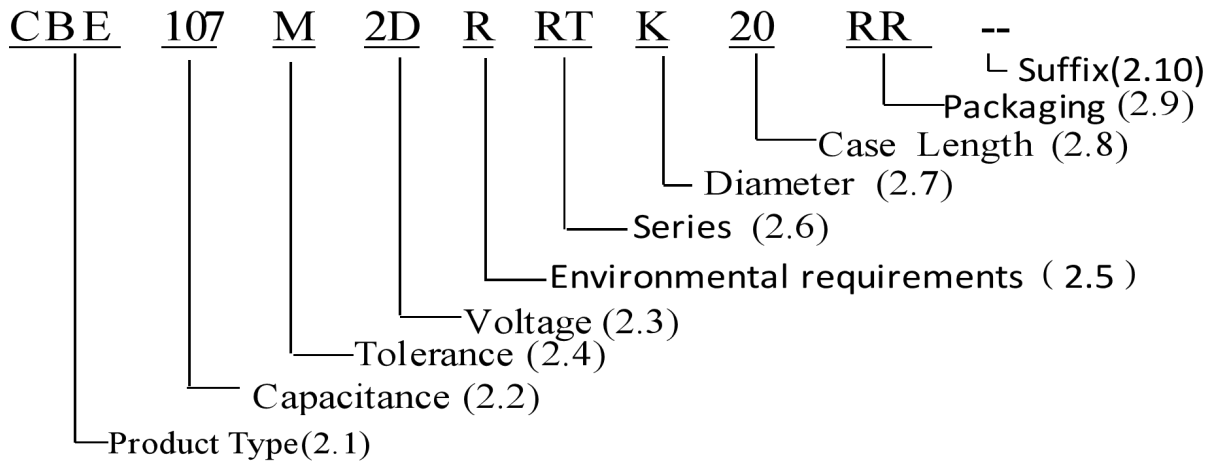 CBE 107 M 2D R RT K 20 RR --
Suffix(2.10)
Packaging (2.9)
Case Length (2.8)
Diameter (2.7)
Series (2.6)
Environmental requirements ( 2.5 )
Voltage (2.3)
Tolerance (2.4)
Capacitance (2.2)
Product Type(2.1)